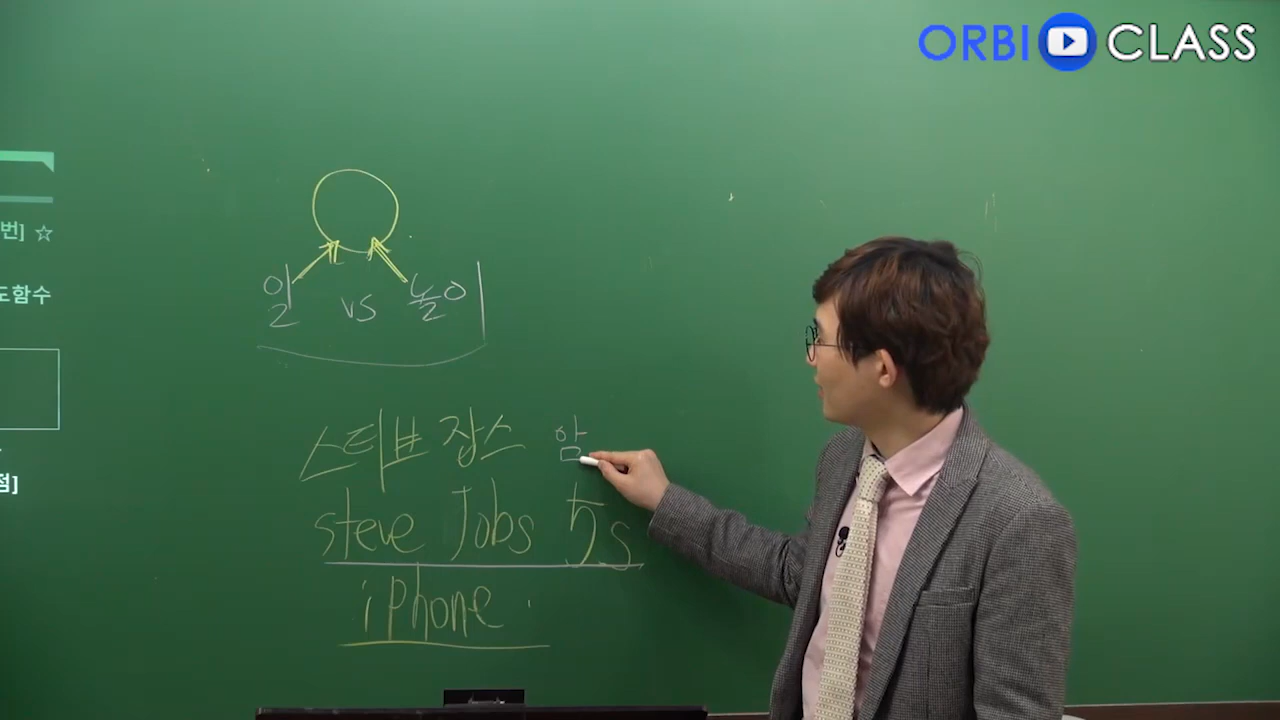 ORBI CLASS
번] ☆
도함수
점]
일 vs 놀이
스티브 잡스 암
steve Jobs 5s
iphone